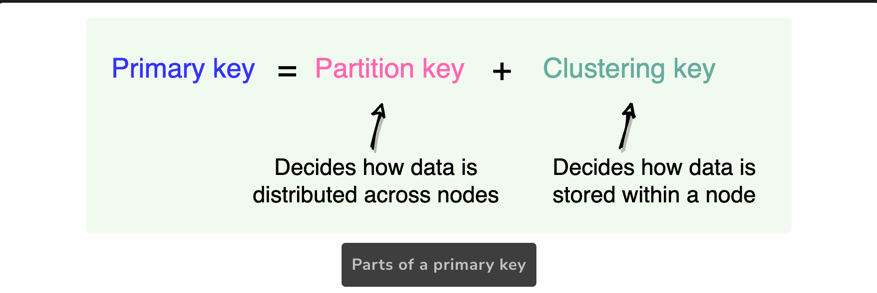 Primary key = Partition key + Clustering key
Decides how data is
distributed across nodes
Decides how data is
stored within a node
Parts of a primary key